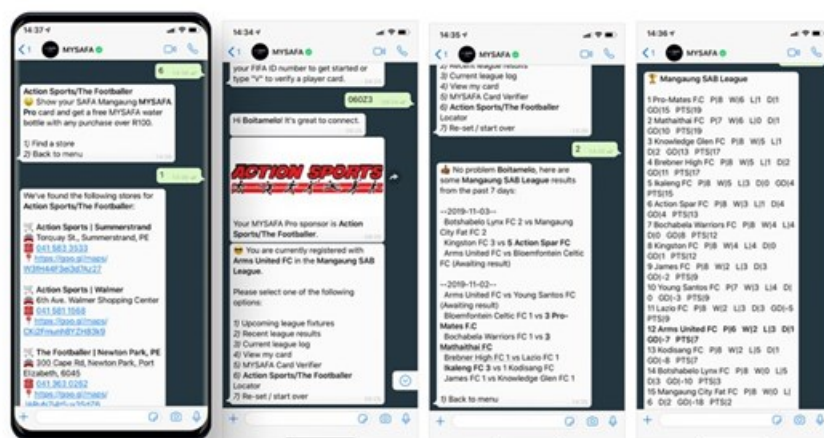 14:37
1
MYSAFA
6
Action Sports/The Footballer
Show your SAFA Mangaung MYSAFA
Pro card and get a free MYSAFA water
bottle with any purchase over R100.
1) Find a store
2) Back to menu
1
We've found the following stores for
Action Sports/The Footballer:
Action Sports | Summerstrand
Torquay St., Summerstrand, PE
041 583 3533
Action Sports | Walmer
6th Ave. Walmer Shopping Center
041 581 1568
The Footballer | Newton Park, PE
300 Cape Rd, Newton Park, Port
Elizabeth, 6045
041 363 0262
14:34
1
MYSAFA
your FIFA ID number to get started or
type "V" to verify a player card.
060Z3
Hi Boitamelo! It's great to connect.
ACTION SPORTS
Your MYSAFA Pro sponsor is Action
Sports/The Footballer.
You are currently registered with
Arms United FC in the Mangaung SAB
League.
Please select one of the following
options:
1) Upcoming league fixtures
2) Recent league results
3) Current league log
4) View my card
5) MYSAFA Card Verifier
6) Action Sports/The Footballer
Locator
7) Re-set / start over
14:35
1
MYSAFA
2) Recent league results
3) Current league log
4) View my card
5) MYSAFA Card Verifier
6) Action Sports/The Footballer
Locator
7) Re-set / start over
2
No problem Boitamelo, here are
some Mangaung SAB League results
from the past 7 days:
--2019-11-03--
Botshabelo Lynx FC 2 vs Mangaung
City Fat FC 2
Kingston FC 3 vs 5 Action Spar FC
Arms United FC vs Bloemfontein Celtic
FC (Awaiting result)
--2019-11-02--
Arms United FC vs Young Santos FC
(Awaiting result)
Bloemfontein Celtic FC 1 vs 3 Pro-
Mates F.C
Bochabela Warriors FC 1 vs 3
Mathaithai FC
Brebner High FC 1 vs Lazio FC 1
Ikaleng FC 3 vs 1 Kodisang FC
James FC 1 vs Knowledge Glen FC 1
1) Back to Menu
14:36
1
MYSAFA
Mangaung SAB League
1 Pro-Mates F.C P|8 W|6 L|1 D|1
GD|15 PTS|19
2 Mathaithai FC P|7 W|6 L|0 D|1
GD|10 PTS|19
3 Knowledge Glen FC P|8 W|5 L|1
D|2 GD|13 PTS|17
4 Brebner High FC P|8 W|5 L|1 D|2
GD|11 PTS|17
5 Ikaleng FC P|8 W|5 L|3 D|0 GD|4
PTS|15
6 Action Spar FC P|8 W|3 L|1 D|4
GD|4 PTS|13
7 Bochabela Warriors FC P|8 W|4 L|4
D|0 GD|8 PTS|12
8 Kingston FC P|8 W|4 L|4 D|0
GD|1 PTS|12
9 James FC P|8 W|2 L|3 D|3
GD|-2 PTS|9
10 Young Santos FC P|7 W|3 L|4 D|
0 GD|-3 PTS|9
11 Lazio FC P|8 W|2 L|3 D|3 GD|-5
PTS|9
12 Arms United FC P|6 W|2 L|3 D|1
GD|-7 PTS|7
13 Kodisang FC P|8 W|2 L|5 D|1
GD|-8 PTS|7
14 Botshabelo Lynx FC P|8 W|0 L|5
D|3 GD|-10 PTS|3
15 Mangaung City Fat FC P|8 W|0 L|
6 D|2 GD|-18 PTS|2